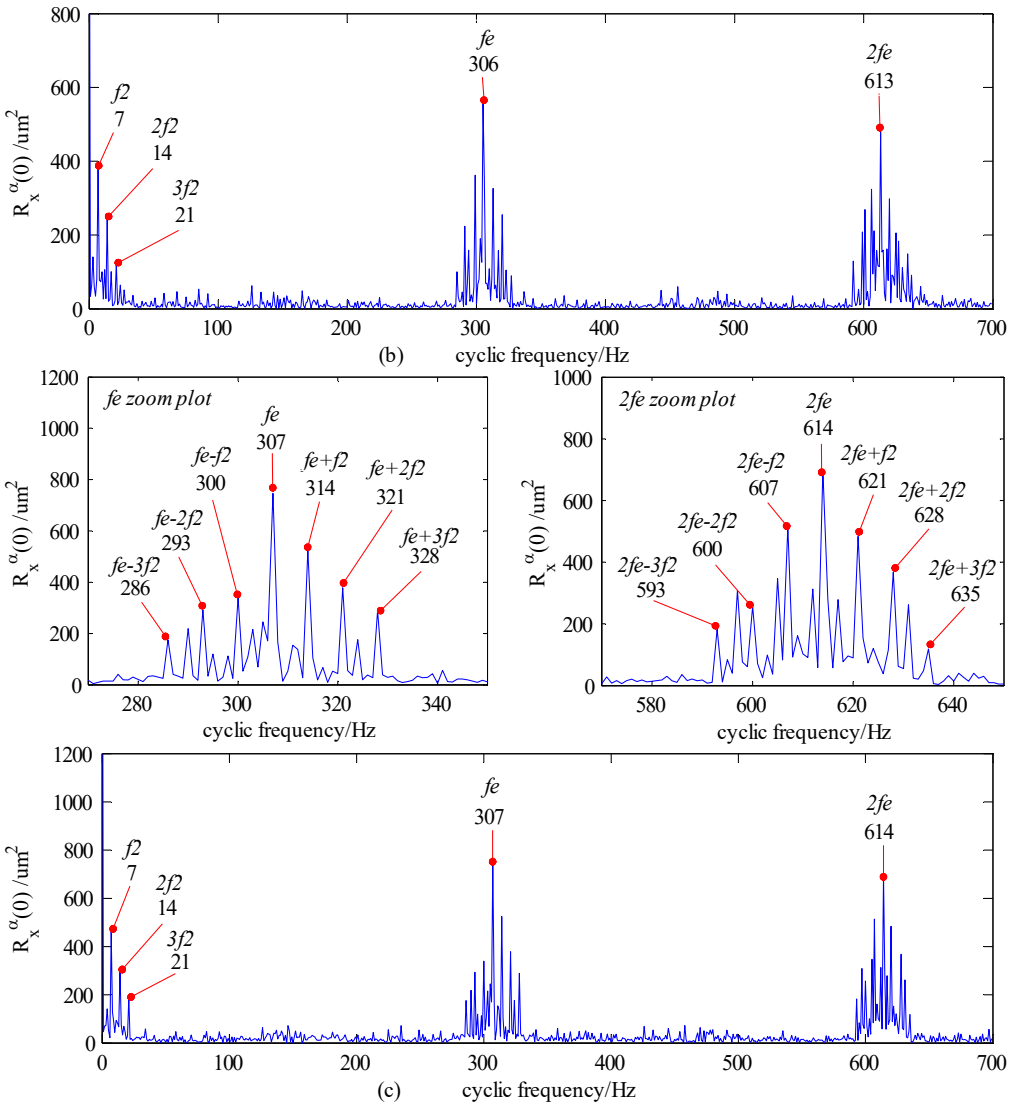 800
600
400
200
0
R_x^α(0) /um²
f2
7
2f2
14
3f2
21
fe
306
2fe
613
0 100 200 300 400 500 600 700
(b) cyclic frequency/Hz
1200
1000
800
600
400
200
0
R_x^α(0) /um²
fe zoom plot
fe
307
fe-f2
300
fe+f2
314
fe+2f2
321
fe-2f2
293
fe+3f2
328
fe-3f2
286
280 300 320 340
cyclic frequency/Hz
1000
800
600
400
200
0
R_x^α(0) /um²
2fe zoom plot
2fe
614
2fe-f2
607
2fe+f2
621
2fe+2f2
628
2fe-2f2
600
2fe-3f2
593
2fe+3f2
635
580 600 620 640
cyclic frequency/Hz
1200
1000
800
600
400
200
0
R_x^α(0) /um²
f2
7
2f2
14
3f2
21
fe
307
2fe
614
0 100 200 300 400 500 600 700
(c) cyclic frequency/Hz